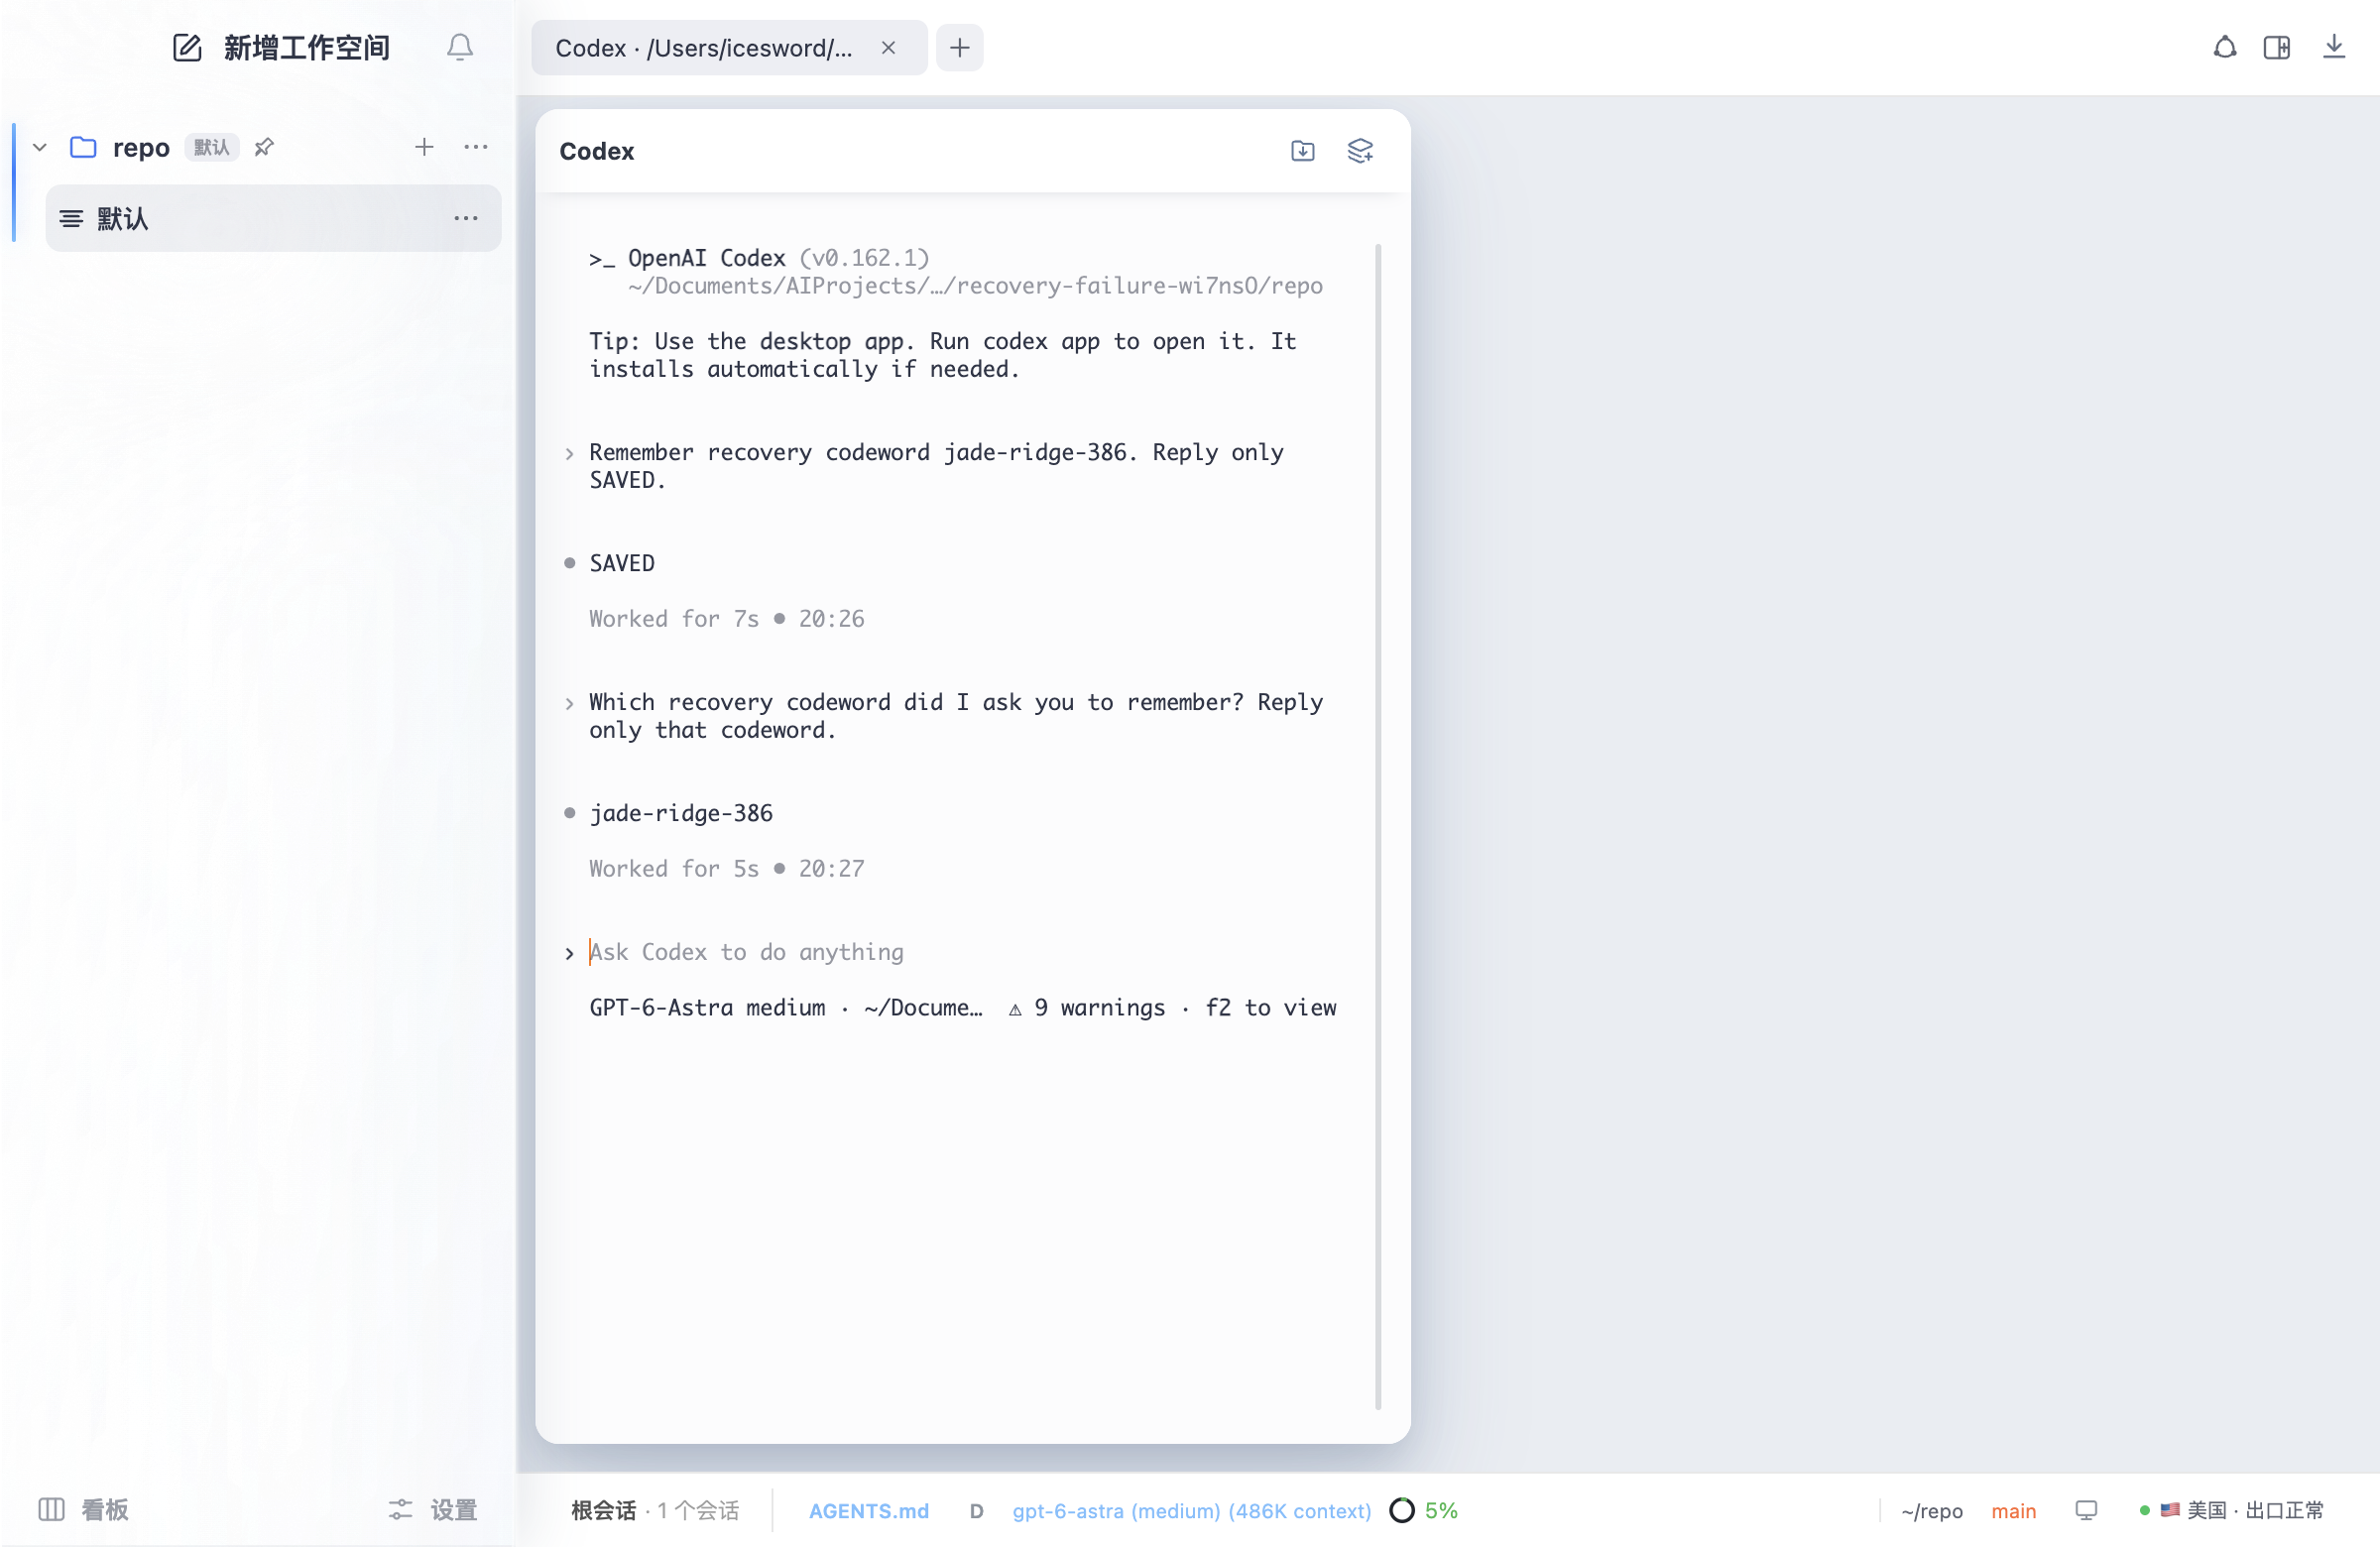 新增工作空间
Codex · /Users/icesword/...
repo 默认
默认
Codex
>_ OpenAI Codex (v0.162.1)
~/Documents/AIProjects/…/recovery-failure-wi7nsO/repo
Tip: Use the desktop app. Run codex app to open it. It
installs automatically if needed.
› Remember recovery codeword jade-ridge-386. Reply only
SAVED.
• SAVED
Worked for 7s • 20:26
› Which recovery codeword did I ask you to remember? Reply
only that codeword.
• jade-ridge-386
Worked for 5s • 20:27
› Ask Codex to do anything
GPT-6-Astra medium · ~/Docume… ⚠ 9 warnings · f2 to view
看板
设置
根会话 · 1 个会话
AGENTS.md D gpt-6-astra (medium) (486K context) 5%
~/repo main 🇺🇸 美国 · 出口正常